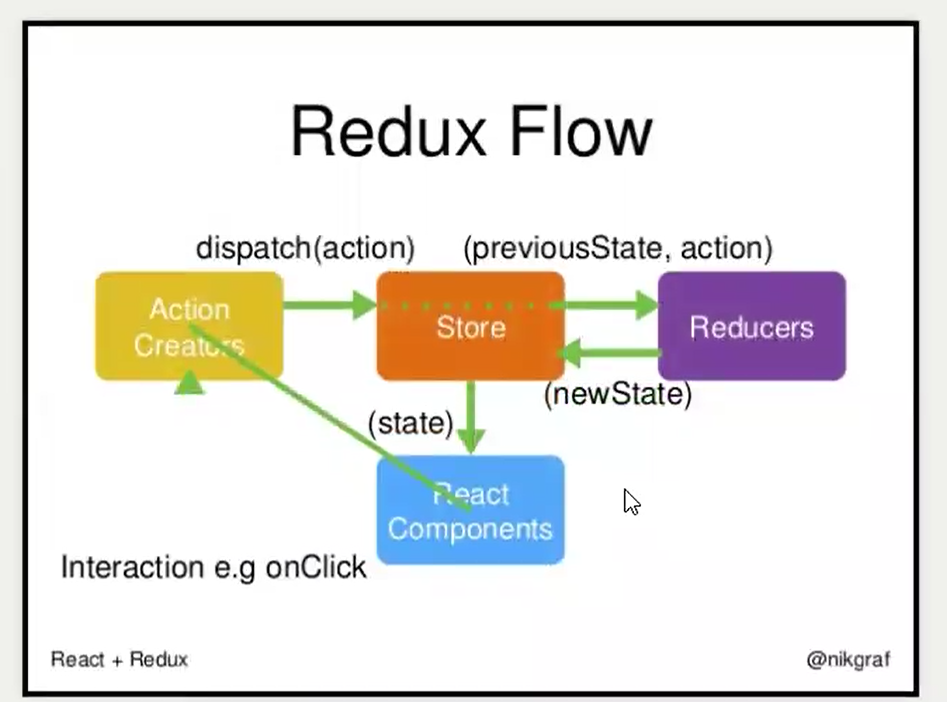 Redux Flow
dispatch(action)
(previousState, action)
Action
Creators
Store
Reducers
(newState)
(state)
React
Components
Interaction e.g onClick
React + Redux
@nikgraf